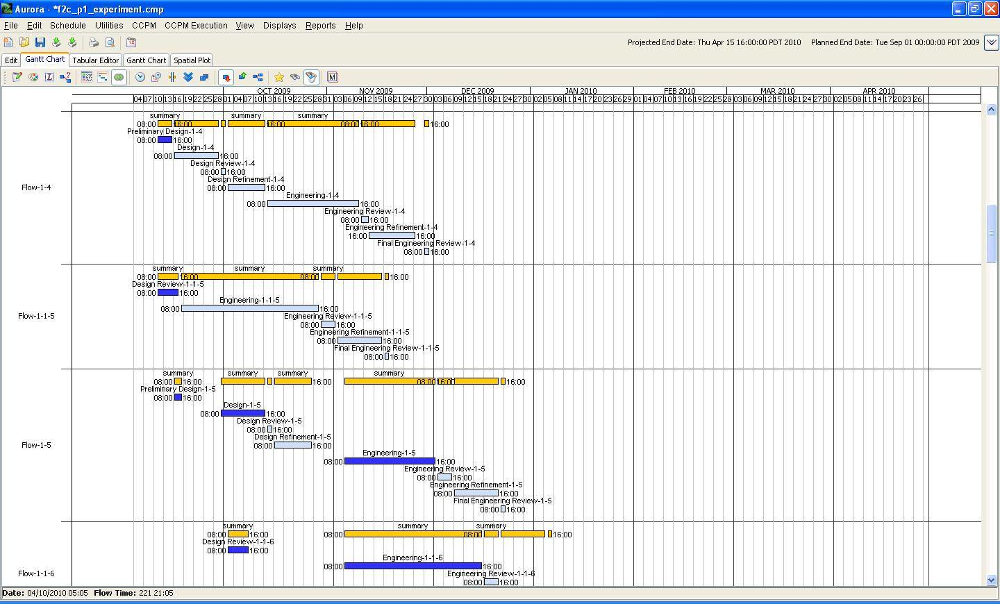 Aurora - *f2c_p1_experiment.cmp
File Edit Schedule Utilities CCPM CCPM Execution View Displays Reports Help
Projected End Date: Thu Apr 15 16:00:00 PDT 2010 Planned End Date: Tue Sep 01 00:00:00 PDT 2009
Edit Gantt Chart Tabular Editor Gantt Chart Spatial Plot
OCT 2009 NOV 2009 DEC 2009 JAN 2010 FEB 2010 MAR 2010 APR 2010
04 07 10 13 16 19 22 25 28 01 04 07 10 13 16 19 22 25 28 31 03 06 09 12 15 18 21 24 27 30 03 06 09 12 15 18 21 24 27 30 02 05 08 11 14 17 20 23 26 29 01 04 07 10 13 16 19 22 25 28 03 06 09 12 15 18 21 24 27 30 02 05 08 11 14 17 20 23 26
summary summary summary
08:00 16:00 16:00 08:00 16:00 16:00
Preliminary Design-1-4
08:00 16:00
Design-1-4
08:00 16:00
Design Review-1-4
08:00 16:00
Design Refinement-1-4
Flow-1-4 08:00 16:00
Engineering-1-4
08:00 16:00
Engineering Review-1-4
08:00 16:00
Engineering Refinement-1-4
16:00 16:00
Final Engineering Review-1-4
08:00 16:00
summary summary summary
08:00 16:00 08:00 16:00
Design Review-1-1-5
08:00 16:00
Engineering-1-1-5
08:00 16:00
Flow-1-1-5 Engineering Review-1-1-5
08:00 16:00
Engineering Refinement-1-1-5
08:00 16:00
Final Engineering Review-1-1-5
08:00 16:00
summary summary summary summary
08:00 16:00 16:00 08:00 16:00 16:00
Preliminary Design-1-5
08:00 16:00
Design-1-5
08:00 16:00
Design Review-1-5
08:00 16:00
Design Refinement-1-5
Flow-1-5 08:00 16:00
Engineering-1-5
08:00 16:00
Engineering Review-1-5
08:00 16:00
Engineering Refinement-1-5
08:00 16:00
Final Engineering Review-1-5
08:00 16:00
summary summary summary
08:00 16:00 08:00 08:00 16:00
Design Review-1-1-6
08:00 16:00
Engineering-1-1-6
08:00 16:00
Flow-1-1-6 Engineering Review-1-1-6
08:00 16:00
Date: 04/10/2010 05:05 Flow Time: 221 21:05